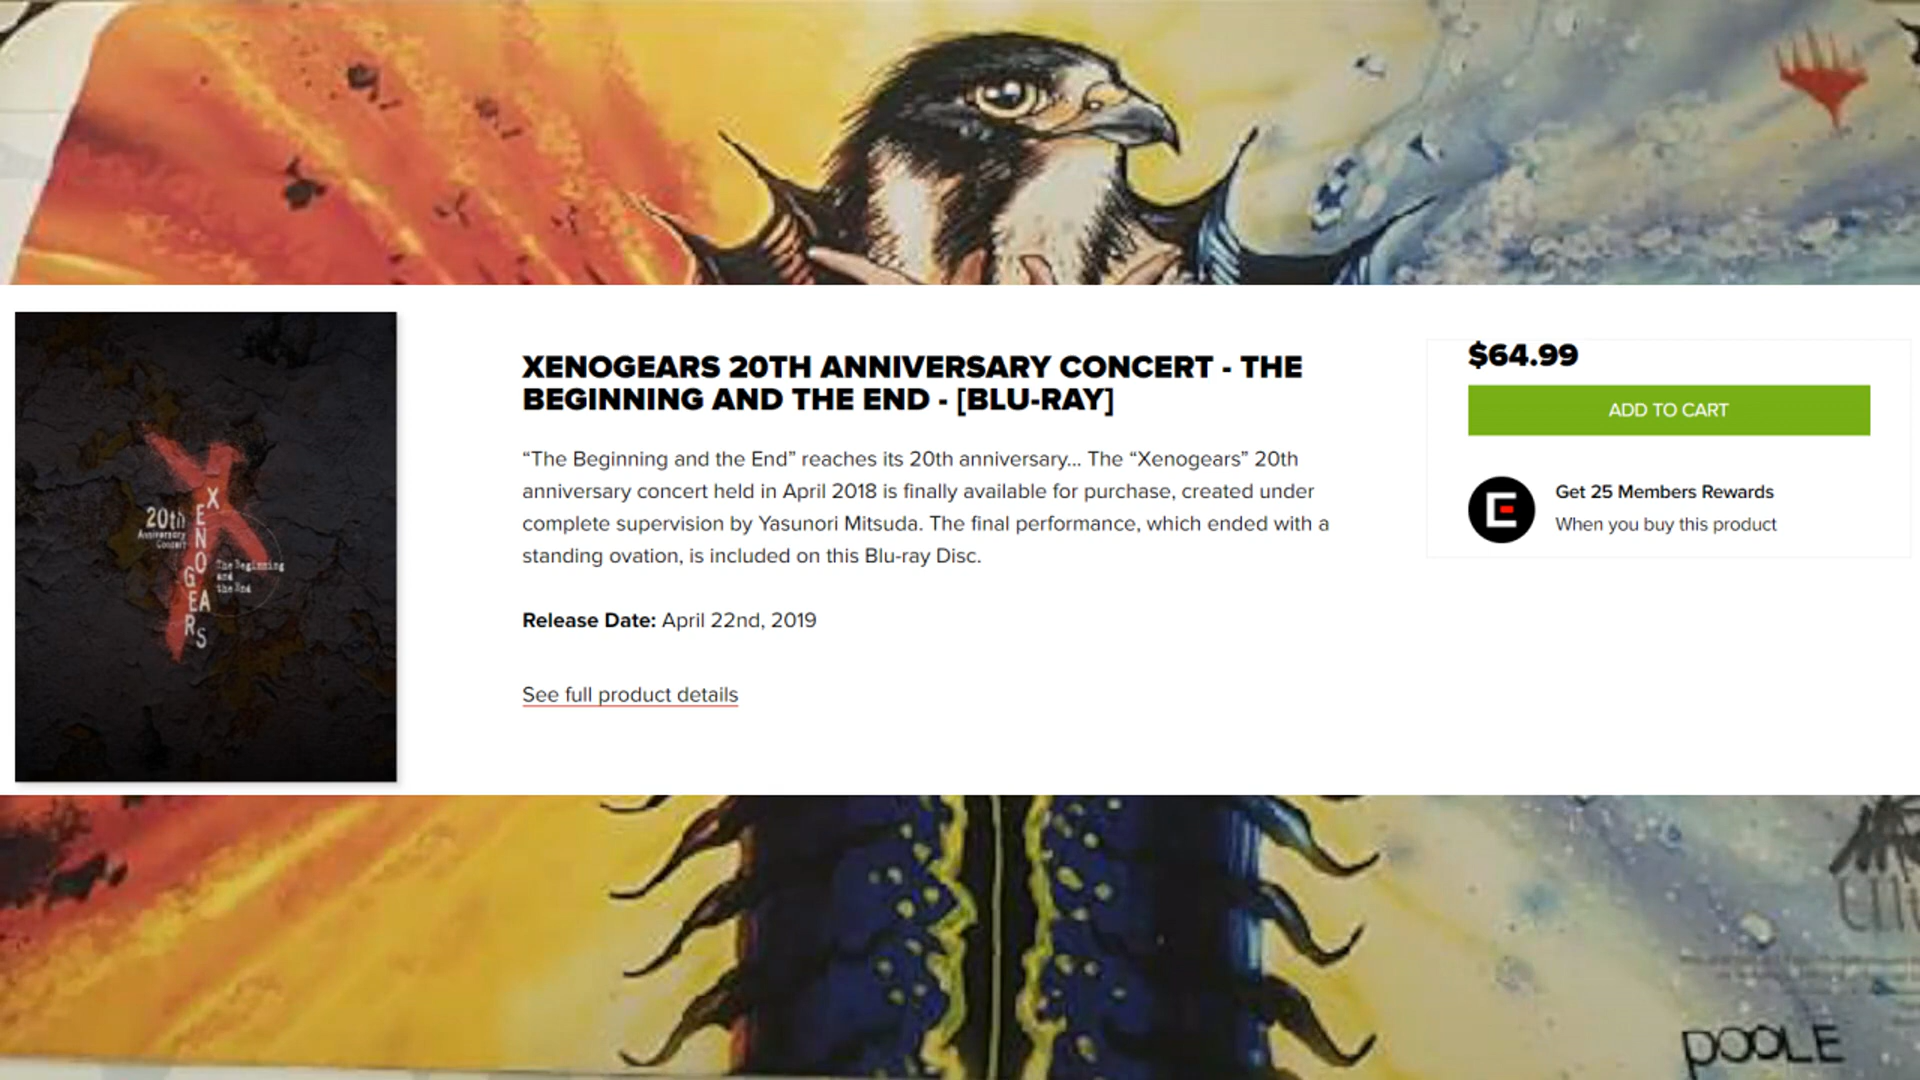 XENOGEARS 20TH ANNIVERSARY CONCERT - THE
BEGINNING AND THE END - [BLU-RAY]
“The Beginning and the End” reaches its 20th anniversary... The “Xenogears” 20th
anniversary concert held in April 2018 is finally available for purchase, created under
complete supervision by Yasunori Mitsuda. The final performance, which ended with a
standing ovation, is included on this Blu-ray Disc.
Release Date: April 22nd, 2019
See full product details
$64.99
ADD TO CART
Get 25 Members Rewards
When you buy this product
20th
Anniversary
Concert
XENOGEARS
The Beginning
and
the End
POOLE